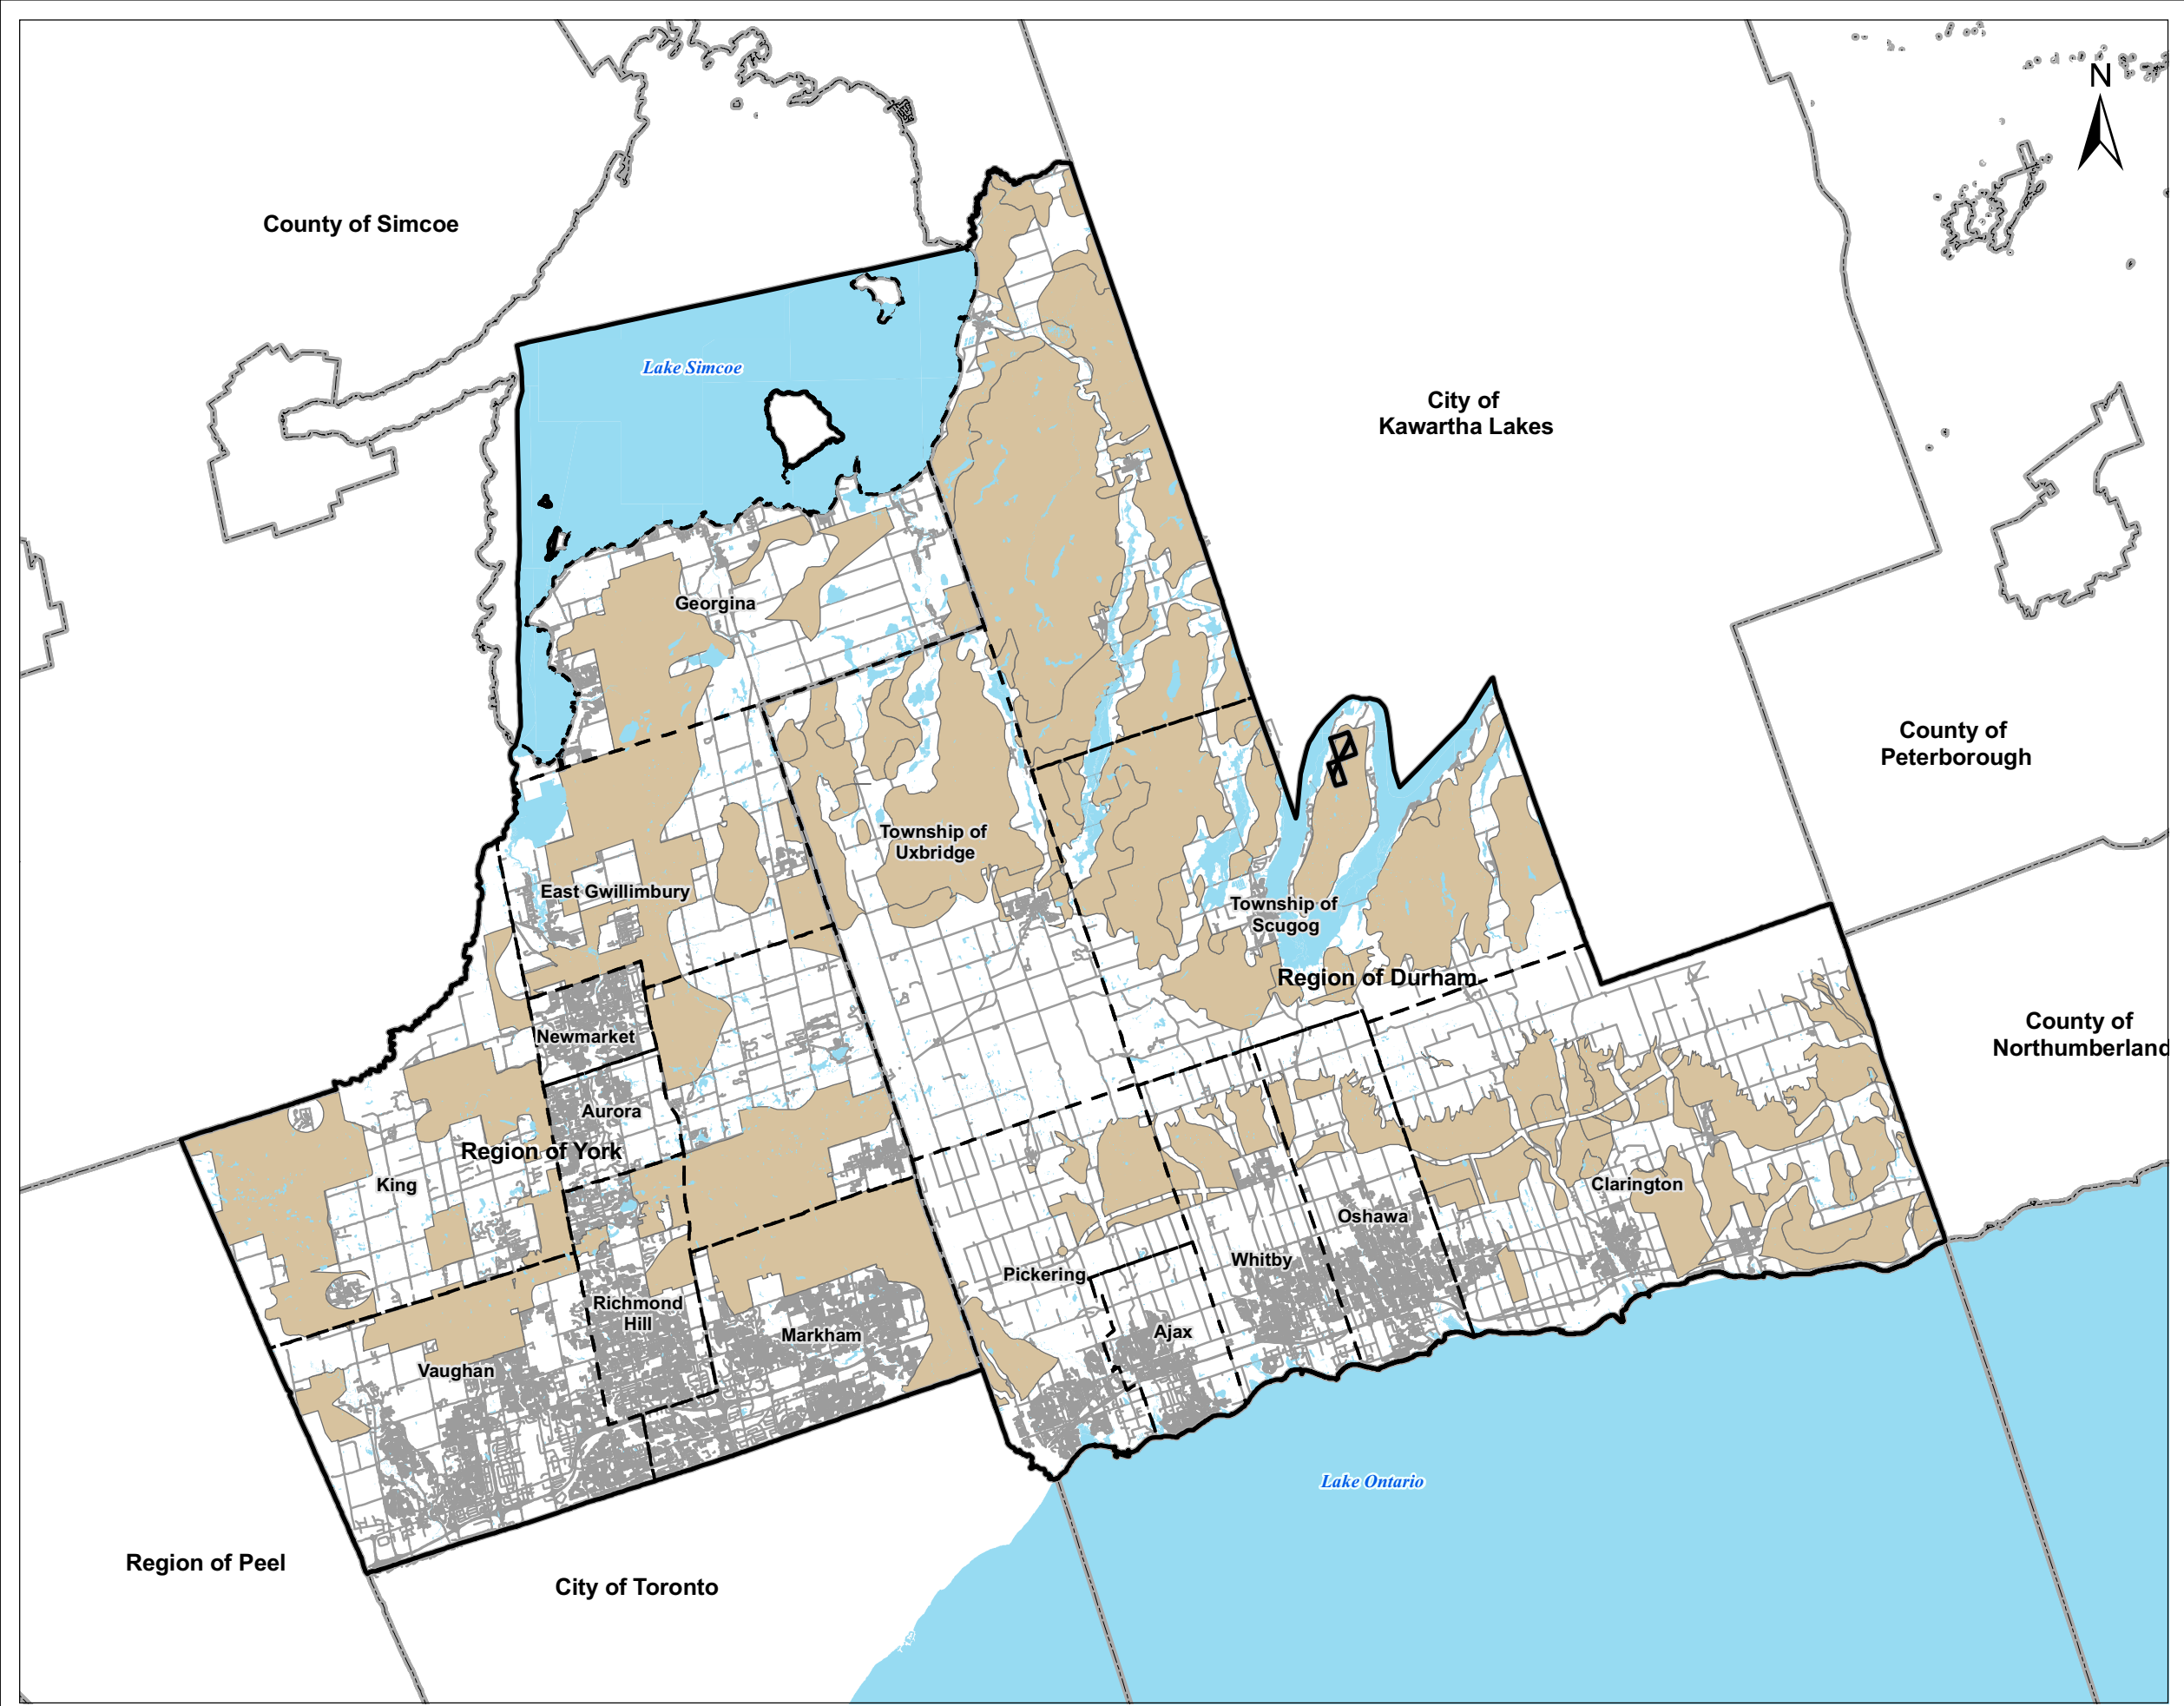 N
County of Simcoe
Lake Simcoe
City of
Kawartha Lakes
Georgina
County of
Peterborough
Township of
Uxbridge
East Gwillimbury
Township of
Scugog
Region of Durham
Newmarket
County of
Northumberland
Aurora
Region of York
King
Clarington
Oshawa
Whitby
Pickering
Richmond
Hill
Markham
Ajax
Vaughan
Lake Ontario
Region of Peel
City of Toronto